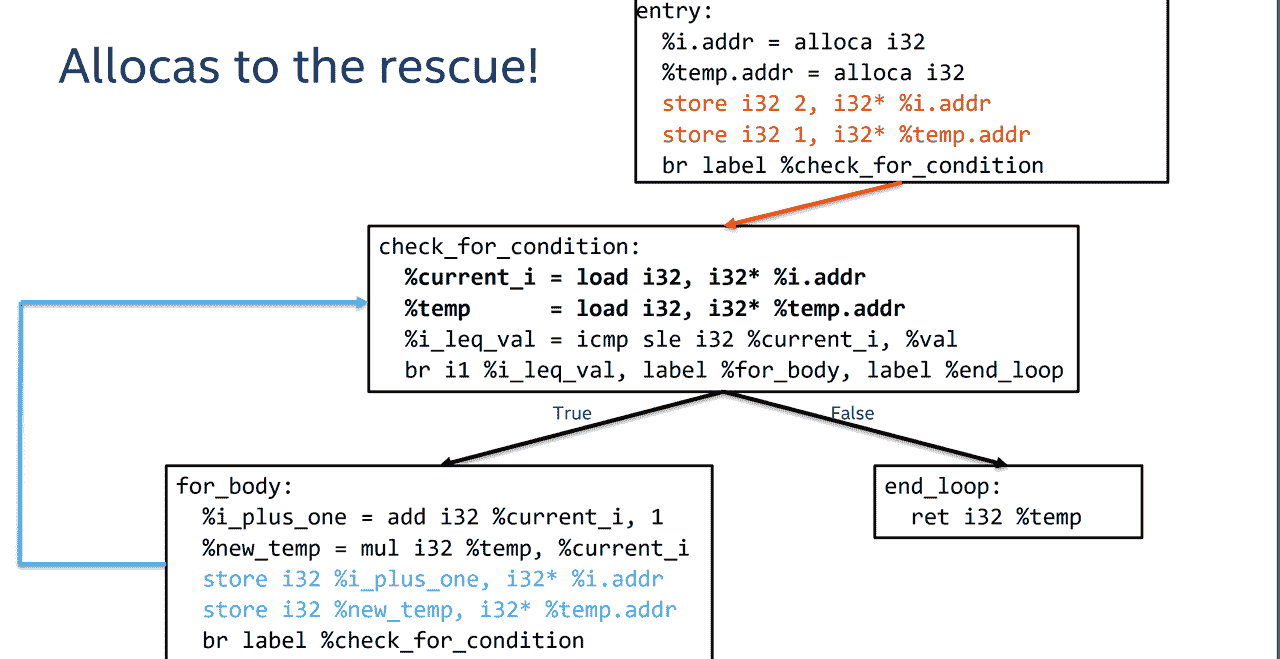 Allocas to the rescue!
entry:
%i.addr = alloca i32
%temp.addr = alloca i32
store i32 2, i32* %i.addr
store i32 1, i32* %temp.addr
br label %check_for_condition
check_for_condition:
%current_i = load i32, i32* %i.addr
%temp      = load i32, i32* %temp.addr
%i_leq_val = icmp sle i32 %current_i, %val
br i1 %i_leq_val, label %for_body, label %end_loop
True
False
for_body:
%i_plus_one = add i32 %current_i, 1
%new_temp = mul i32 %temp, %current_i
store i32 %i_plus_one, i32* %i.addr
store i32 %new_temp, i32* %temp.addr
br label %check_for_condition
end_loop:
ret i32 %temp